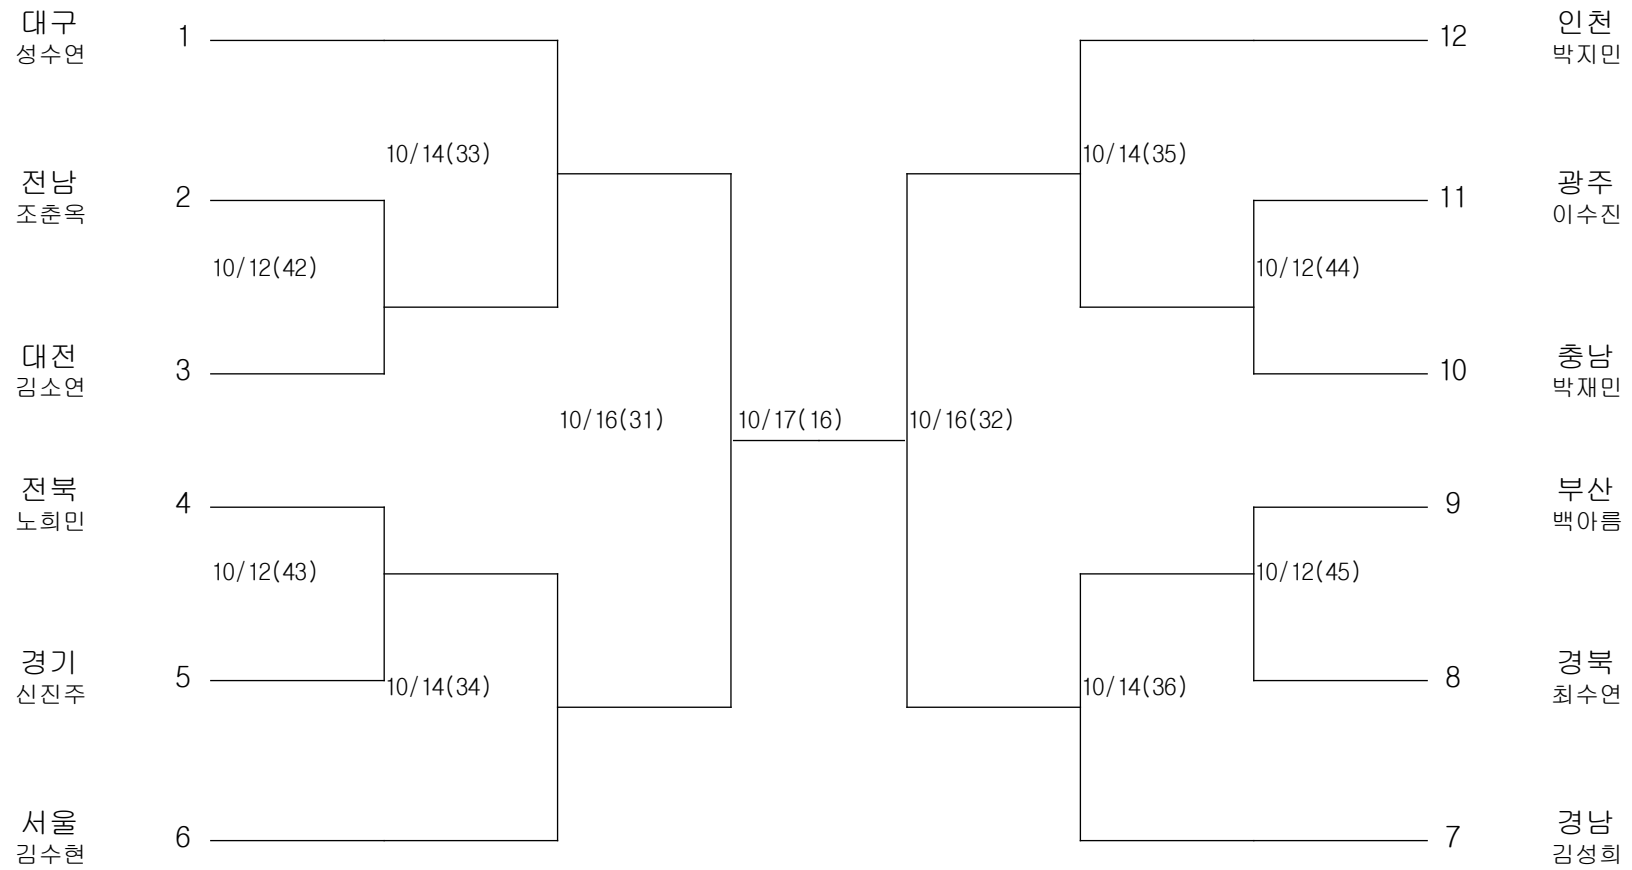 대구
성수연
1
12
인천
박지민
10/14(33)
10/14(35)
전남
조춘옥
2
11
광주
이수진
10/12(42)
10/12(44)
대전
김소연
3
10
충남
박재민
10/16(31)
10/17(16)
10/16(32)
전북
노희민
4
9
부산
백아름
10/12(43)
10/12(45)
경기
신진주
5
10/14(34)
10/14(36)
8
경북
최수연
서울
김수현
6
7
경남
김성희